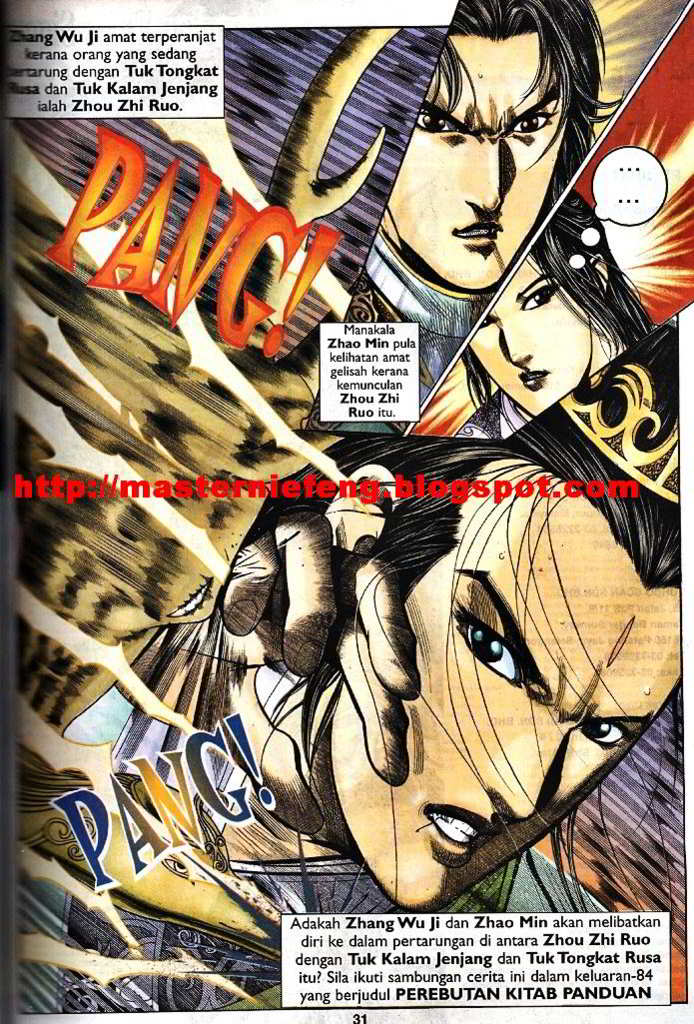 Zhang Wu Ji amat terperanjat
kerana orang yang sedang
bertarung dengan Tuk Tongkat
Rusa dan Tuk Kalam Jenjang
ialah Zhou Zhi Ruo.
...
...
PANG!
Manakala
Zhao Min pula
kelihatan amat
gelisah kerana
kemunculan
Zhou Zhi
Ruo itu.
http://masterniefeng.blogspot.com
PANG!
Adakah Zhang Wu Ji dan Zhao Min akan melibatkan
diri ke dalam pertarungan di antara Zhou Zhi Ruo
dengan Tuk Kalam Jenjang dan Tuk Tongkat Rusa
itu? Sila ikuti sambungan cerita ini dalam keluaran-84
yang berjudul PEREBUTAN KITAB PANDUAN
31